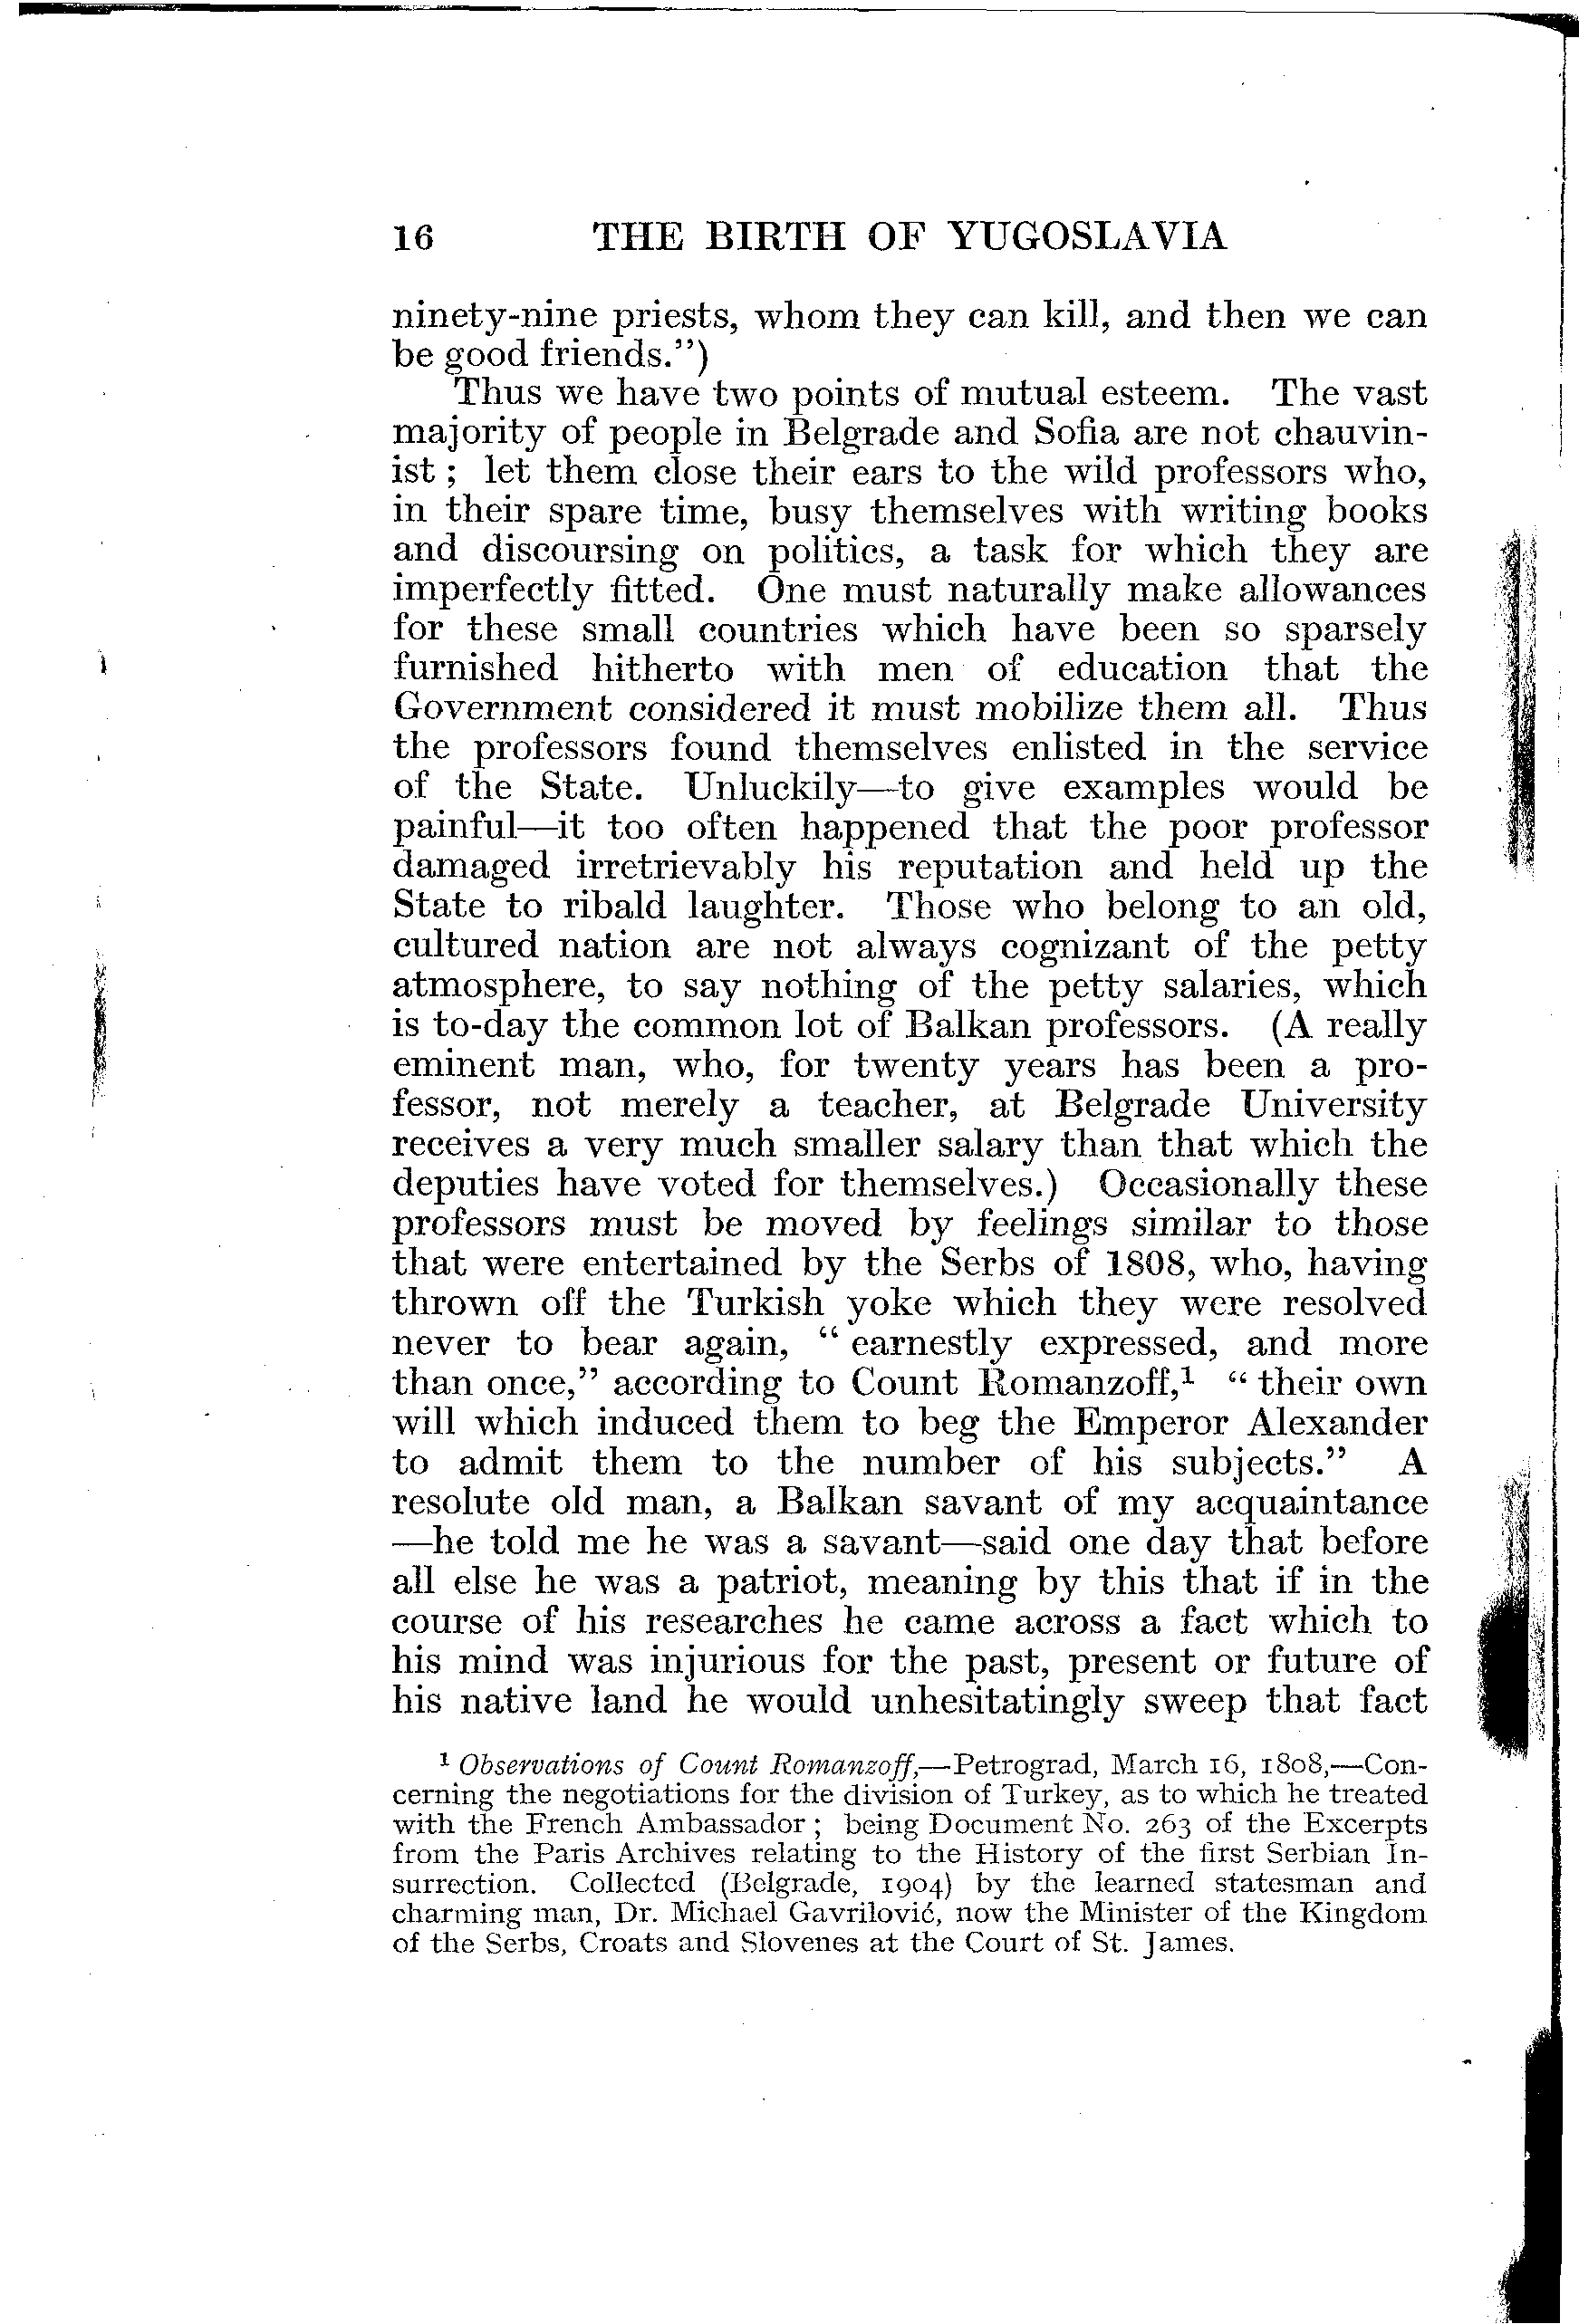 16 THE BIRTH OF YUGOSLAVIA
ninety-nine priests, whom they can kill, and then we can
be good friends.")
Thus we have two points of mutual esteem. The vast
majority of people in Belgrade and Sofia are not chauvin-
ist ; let them close their ears to the wild professors who,
in their spare time, busy themselves with writing books
and discoursing on politics, a task for which they are
imperfectly fitted. One must naturally make allowances
for these small countries which have been so sparsely
furnished hitherto with men of education that the
Government considered it must mobilize them all. Thus
the professors found themselves enlisted in the service
of the State. Unluckily—to give examples would be
painful—it too often happened that the poor professor
damaged irretrievably his reputation and held up the
State to ribald laughter. Those who belong to an old,
cultured nation are not always cognizant of the petty
atmosphere, to say nothing of the petty salaries, which
is to-day the common lot of Balkan professors. (A really
eminent man, who, for twenty years has been a pro-
fessor, not merely a teacher, at Belgrade University
receives a very much smaller salary than that which the
deputies have voted for themselves.) Occasionally these
professors must be moved by feelings similar to those
that were entertained by the Serbs of 1808, who, having
thrown off the Turkish yoke which they were resolved
never to bear again, " earnestly expressed, and more
than once," according to Count Romanzoff,¹ " their own
will which induced them to beg the Emperor Alexander
to admit them to the number of his subjects." A
resolute old man, a Balkan savant of my acquaintance
—he told me he was a savant—said one day that before
all else he was a patriot, meaning by this that if in the
course of his researches he came across a fact which to
his mind was injurious for the past, present or future of
his native land he would unhesitatingly sweep that fact
¹ Observations of Count Romanzoff,—Petrograd, March 16, 1808,—Con-
cerning the negotiations for the division of Turkey, as to which he treated
with the French Ambassador ; being Document No. 263 of the Excerpts
from the Paris Archives relating to the History of the first Serbian In-
surrection. Collected (Belgrade, 1904) by the learned statesman and
charming man, Dr. Michael Gavrilović, now the Minister of the Kingdom
of the Serbs, Croats and Slovenes at the Court of St. James.